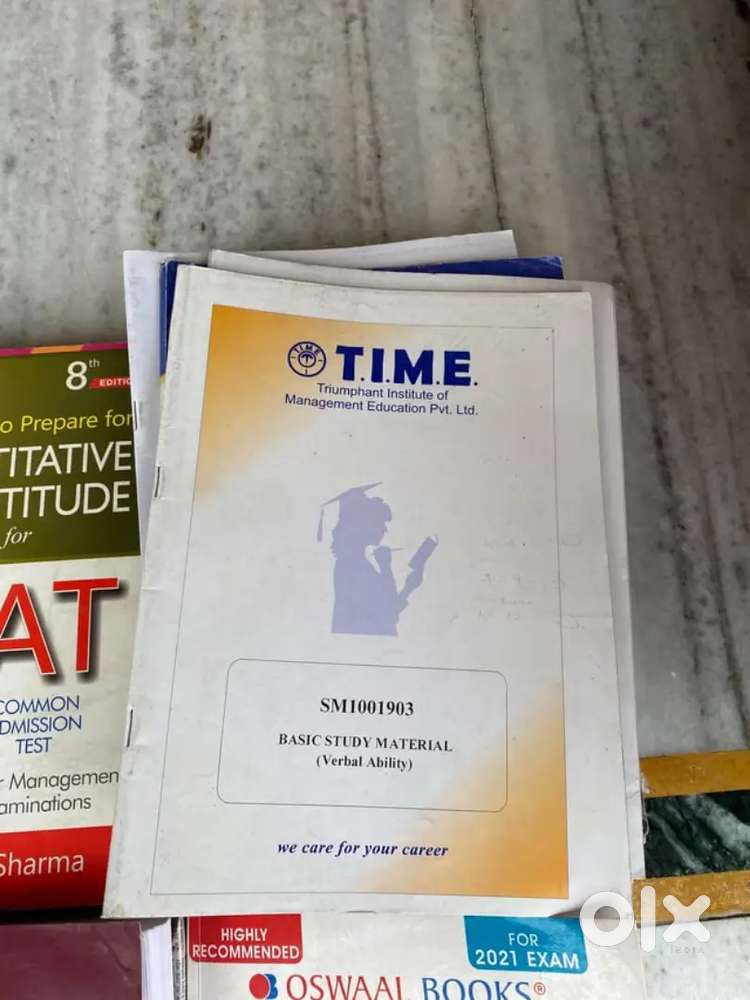 T.I.M.E.
T.I.M.E.
Triumphant Institute of
Management Education Pvt. Ltd.
SM1001903
BASIC STUDY MATERIAL
(Verbal Ability)
we care for your career
8th
EDITIO
o Prepare for
TITATIVE
TITUDE
for
AT
COMMON
DMISSION
TEST
r Managemen
aminations
Sharma
HIGHLY
RECOMMENDED
FOR
2021 EXAM
OSWAAL BOOKS®
olx
INDIA